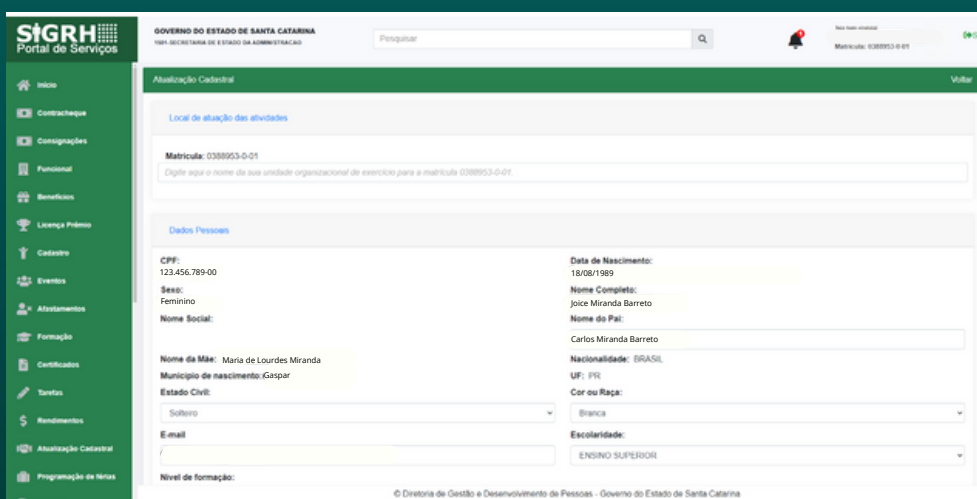 SIGRH
Portal de Serviços
GOVERNO DO ESTADO DE SANTA CATARINA
1501-SECRETARIA DE ESTADO DA ADMINISTRACAO
Pesquisar
Matrícula: 0388953-0-01
Início
Contracheque
Consignações
Funcional
Benefícios
Licença Prêmio
Cadastro
Eventos
Afastamentos
Formação
Certificados
Tarefas
Rendimentos
Atualização Cadastral
Programação de férias
Atualização Cadastral Voltar
Local de atuação das atividades
Matrícula: 0388953-0-01
Digite aqui o nome da sua unidade organizacional de exercício para a matrícula 0388953-0-01.
Dados Pessoais
CPF: Data de Nascimento:
123.456.789-00 18/08/1989
Sexo: Nome Completo:
Feminino Joice Miranda Barreto
Nome Social: Nome do Pai:
Carlos Miranda Barreto
Nome da Mãe: Maria de Lourdes Miranda Nacionalidade: BRASIL
Município de nascimento: Gaspar UF: PR
Estado Civil: Cor ou Raça:
Solteiro Branca
E-mail Escolaridade:
ENSINO SUPERIOR
Nível de formação:
© Diretoria de Gestão e Desenvolvimento de Pessoas - Governo do Estado de Santa Catarina